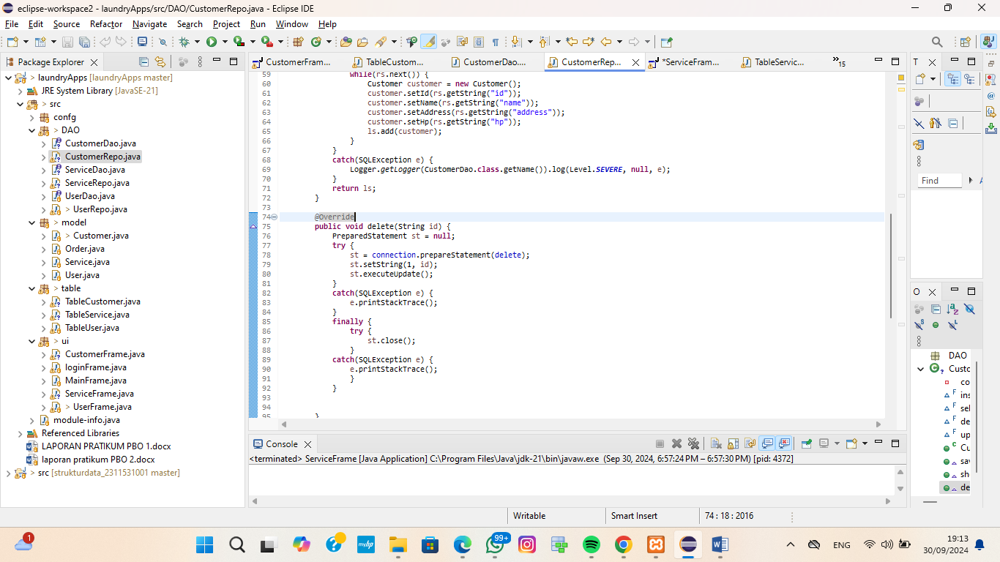 eclipse-workspace2 - laundryApps/src/DAO/CustomerRepo.java - Eclipse IDE
File Edit Source Refactor Navigate Search Project Run Window Help
Package Explorer
CustomerFram...
TableCustom...
CustomerDao....
CustomerRep...
*ServiceFram...
TableServic...
»15
T
> laundryApps [laundryApps master]
JRE System Library [JavaSE-21]
> src
confg
> DAO
CustomerDao.java
CustomerRepo.java
ServiceDao.java
ServiceRepo.java
UserDao.java
> UserRepo.java
> model
> Customer.java
Order.java
Service.java
User.java
> table
TableCustomer.java
TableService.java
TableUser.java
> ui
CustomerFrame.java
loginFrame.java
MainFrame.java
ServiceFrame.java
> UserFrame.java
module-info.java
Referenced Libraries
LAPORAN PRATIKUM PBO 1.docx
laporan pratikum PBO 2.docx
> src [strukturdata_2311531001 master]
59 while(rs.next()) {
60 Customer customer = new Customer();
61 customer.setId(rs.getString("id"));
62 customer.setName(rs.getString("name"));
63 customer.setAddress(rs.getString("address"));
64 customer.setHp(rs.getString("hp"));
65 ls.add(customer);
66 }
67 }
68 catch(SQLException e) {
69 Logger.getLogger(CustomerDao.class.getName()).log(Level.SEVERE, null, e);
70 }
71 return ls;
72 }
73
74 @Override
75 public void delete(String id) {
76 PreparedStatement st = null;
77 try {
78 st = connection.prepareStatement(delete);
79 st.setString(1, id);
80 st.executeUpdate();
81 }
82 catch(SQLException e) {
83 e.printStackTrace();
84 }
85 finally {
86 try {
87 st.close();
88 }
89 catch(SQLException e) {
90 e.printStackTrace();
91 }
92 }
93
94
95 }
Find
O
DAO
Custo
co
ins
sel
de
up
Cu
sav
sh
de
Console
<terminated> ServiceFrame [Java Application] C:\Program Files\Java\jdk-21\bin\javaw.exe (Sep 30, 2024, 6:57:24 PM – 6:57:30 PM) [pid: 4372]
Writable
Smart Insert
74 : 18 : 2016
1
myhp
99+
ENG
19:13
30/09/2024